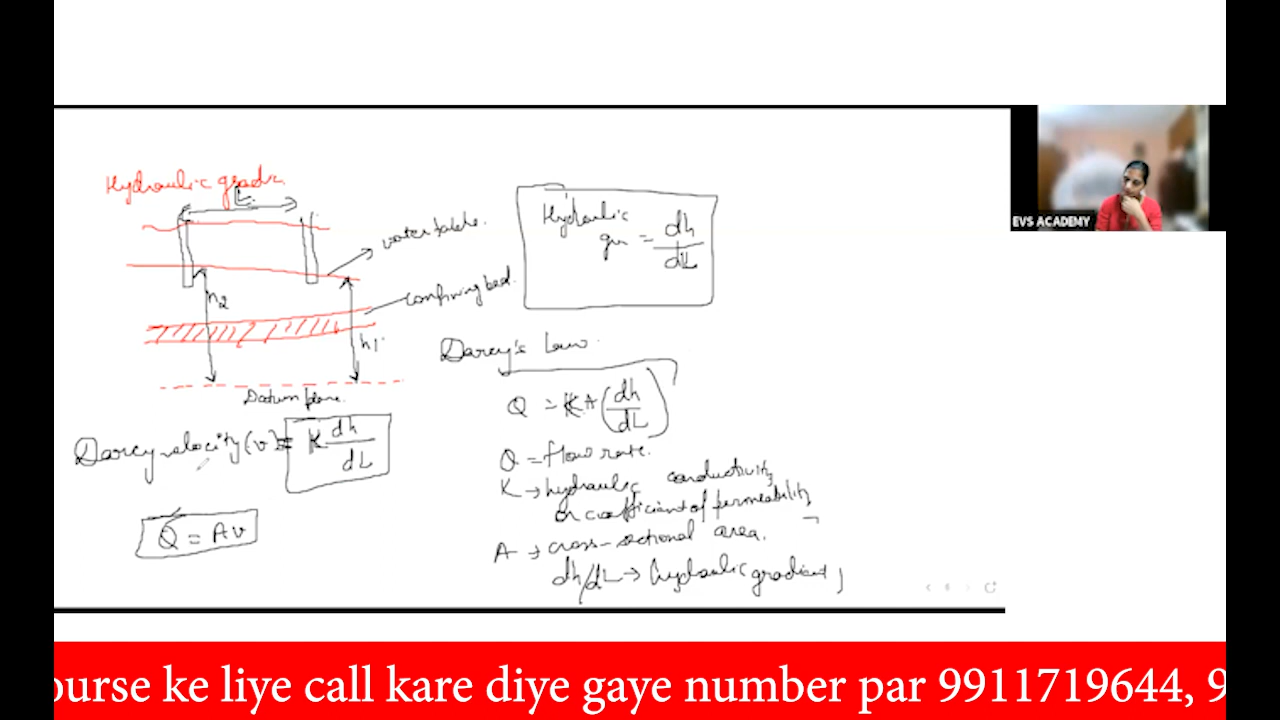 Hydraulic gradi.
L.
water table.
h2
confining bed.
h1.
Datum plane.
Darcy velocity (v) = K dh/dL
Q = Av
Hydraulic
gr = dh/dL
Darcy's Law.
Q = KA (dh/dL)
Q = flow rate.
K → hydraulic conductivity
or coefficient of permeability
A → cross-sectional area.
dh/dL → hydraulic gradient
EVS ACADEMY
ourse ke liye call kare diye gaye number par 9911719644, 9